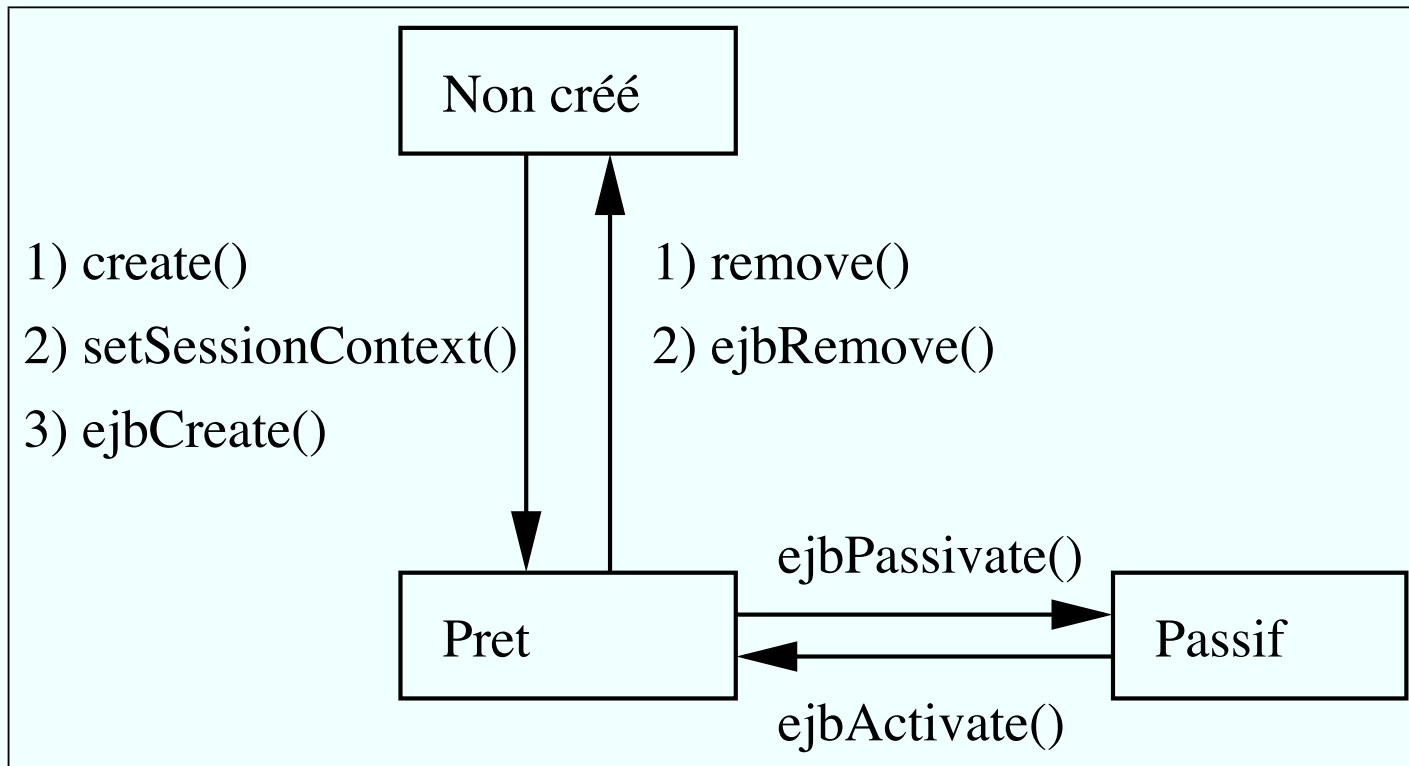 Non créé
1) create()
2) setSessionContext()
3) ejbCreate()
1) remove()
2) ejbRemove()
ejbPassivate()
Pret
Passif
ejbActivate()